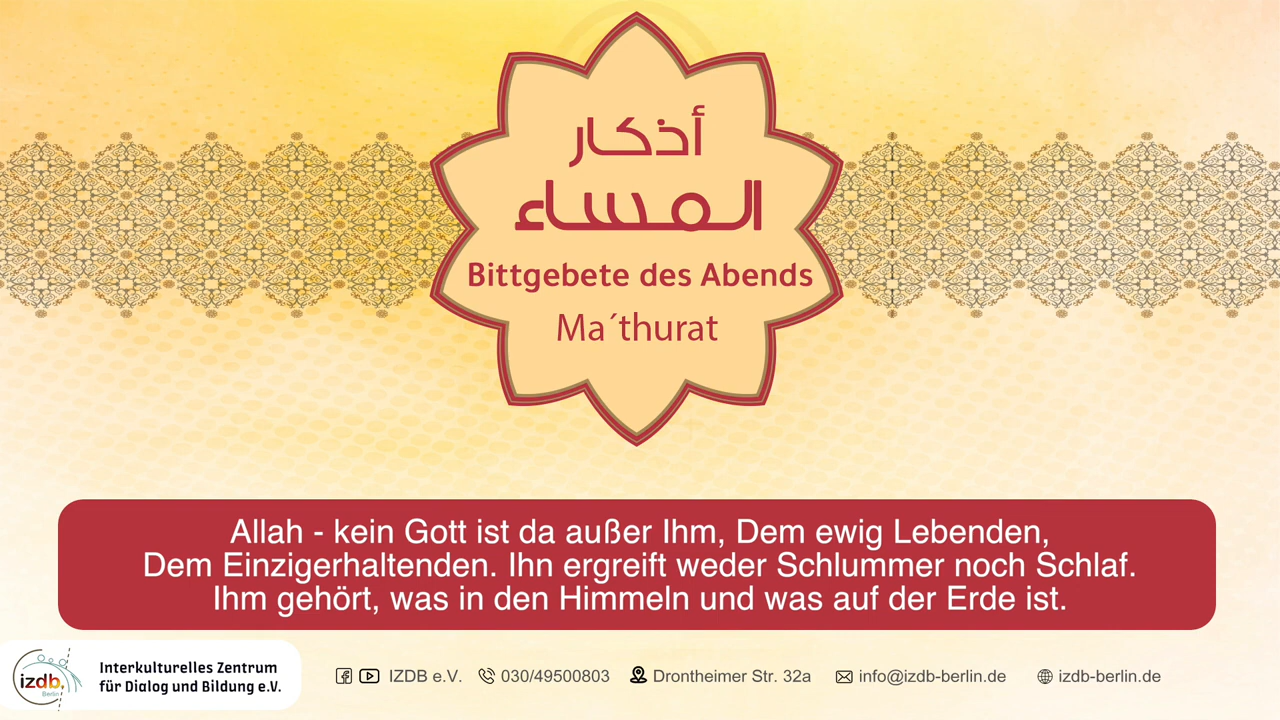 أذكار
المساء
Bittgebete des Abends
Ma´thurat
Allah - kein Gott ist da außer Ihm, Dem ewig Lebenden,
Dem Einzigerhaltenden. Ihn ergreift weder Schlummer noch Schlaf.
Ihm gehört, was in den Himmeln und was auf der Erde ist.
izdb.
Berlin
Interkulturelles Zentrum
für Dialog und Bildung e.V.
IZDB e.V. 030/49500803 Drontheimer Str. 32a info@izdb-berlin.de izdb-berlin.de